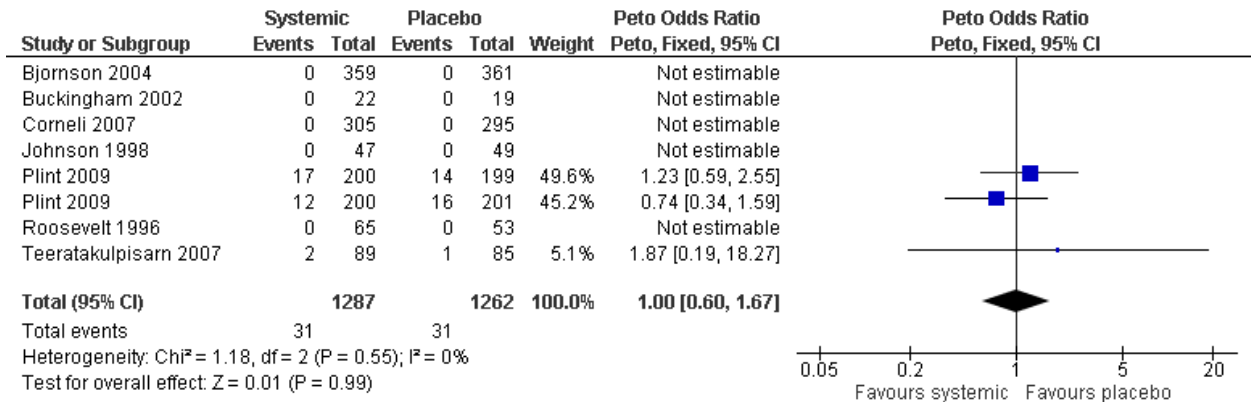 Systemic Placebo Peto Odds Ratio Peto Odds Ratio
Study or Subgroup Events Total Events Total Weight Peto, Fixed, 95% CI Peto, Fixed, 95% CI
Bjornson 2004 0 359 0 361 Not estimable
Buckingham 2002 0 22 0 19 Not estimable
Corneli 2007 0 305 0 295 Not estimable
Johnson 1998 0 47 0 49 Not estimable
Plint 2009 17 200 14 199 49.6% 1.23 [0.59, 2.55]
Plint 2009 12 200 16 201 45.2% 0.74 [0.34, 1.59]
Roosevelt 1996 0 65 0 53 Not estimable
Teeratakulpisarn 2007 2 89 1 85 5.1% 1.87 [0.19, 18.27]
Total (95% CI) 1287 1262 100.0% 1.00 [0.60, 1.67]
Total events 31 31
Heterogeneity: Chi² = 1.18, df = 2 (P = 0.55); I² = 0%
Test for overall effect: Z = 0.01 (P = 0.99)
0.05 0.2 1 5 20
Favours systemic Favours placebo